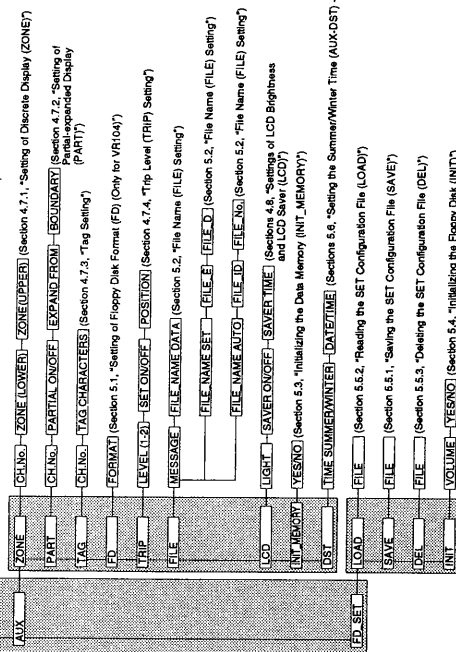 AUX
ZONE CH.No. ZONE (LOWER) ZONE(UPPER) (Section 4.7.1, "Setting of Discrete Display (ZONE)")
PART CH.No. PARTIAL ON/OFF EXPAND FROM BOUNDARY (Section 4.7.2, "Setting of
Partial-expanded Display
(PART)")
TAG CH.No. TAG CHARACTERS (Section 4.7.3, "Tag Setting")
FD FORMAT (Section 5.1, "Setting of Floppy Disk Format (FD) (Only for VR104)")
TRIP LEVEL (1-2) SET ON/OFF POSITION (Section 4.7.4, "Trip Level (TRIP) Setting")
FILE MESSAGE FILE_NAME DATA (Section 5.2, "File Name (FILE) Setting")
FILE_NAME SET FILE_E FILE_D (Section 5.2, "File Name (FILE) Setting")
FILE_NAME AUTO FILE_ID FILE_No. (Section 5.2, "File Name (FILE) Setting")
LCD LIGHT SAVER ON/OFF SAVER TIME (Sections 4.8, "Settings of LCD Brightness
and LCD Saver (LCD)")
INIT_MEMORY YES/NO (Section 5.3, "Initializing the Data Memory (INIT_MEMORY)")
DST TIME SUMMER/WINTER DATE/TIME (Sections 5.6, "Setting the Summer/Winter Time (AUX-DST)
FD_SET
LOAD FILE (Section 5.5.2, "Reading the SET Configuration File (LOAD)")
SAVE FILE (Section 5.5.1, "Saving the SET Configuration File (SAVE)")
DEL FILE (Section 5.5.3, "Deleting the SET Configuration File (DEL)")
INIT VOLUME YES/NO (Section 5.4, "Initializing the Floppy Disk (INIT)")